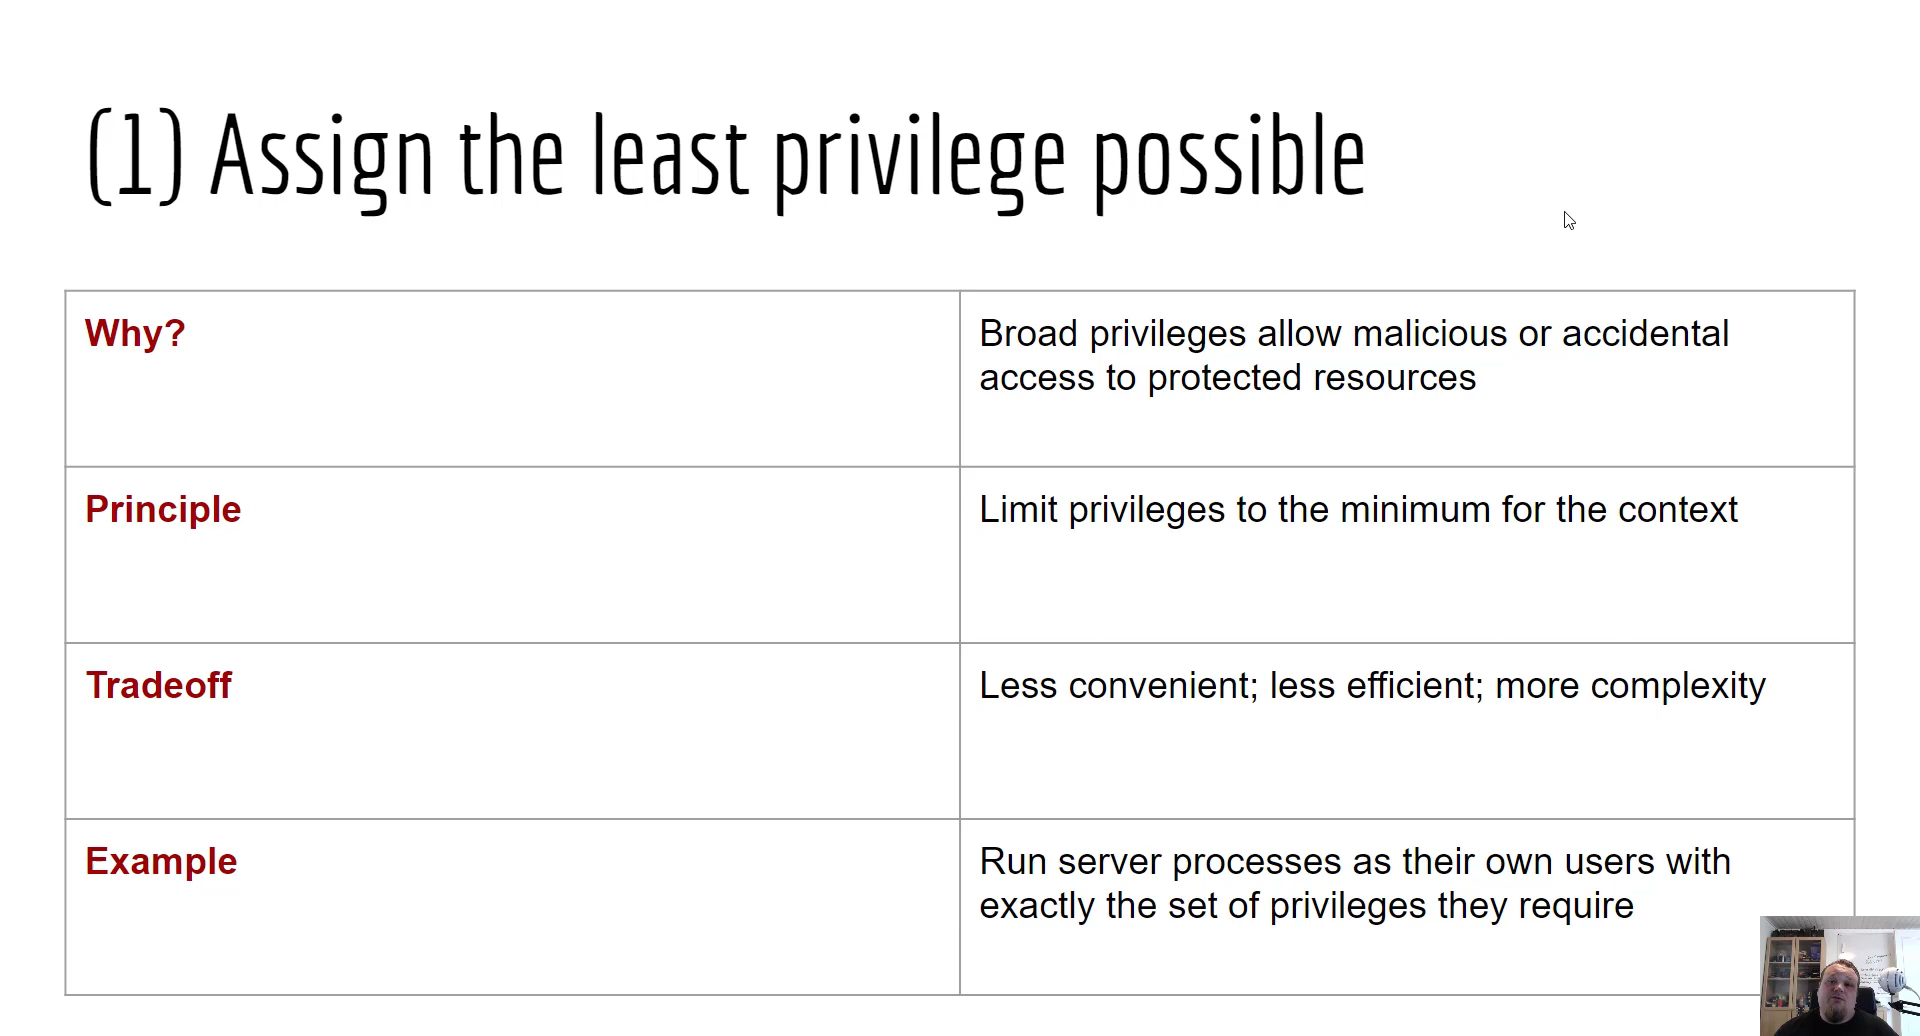 (1) Assign the least privilege possible
Why?
Broad privileges allow malicious or accidental
access to protected resources
Principle
Limit privileges to the minimum for the context
Tradeoff
Less convenient; less efficient; more complexity
Example
Run server processes as their own users with
exactly the set of privileges they require